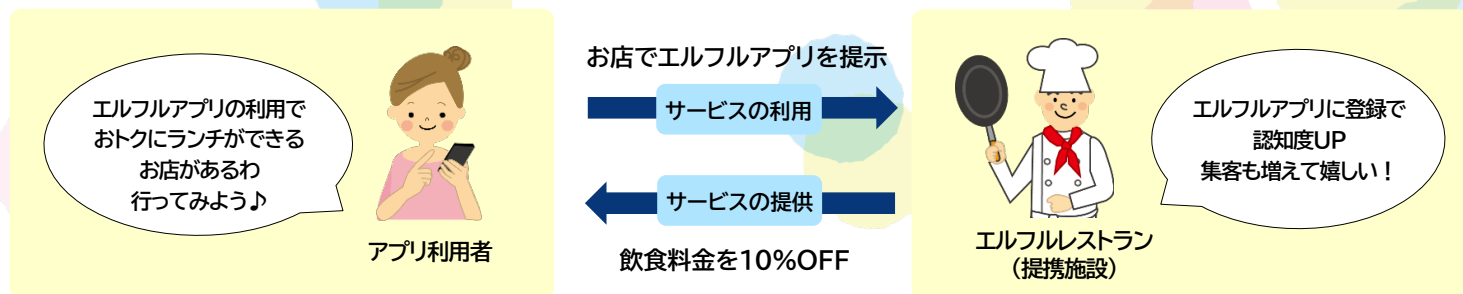 エルフルアプリの利用で
おトクにランチができる
お店があるわ
行ってみよう♪
アプリ利用者
お店でエルフルアプリを提示
サービスの利用
サービスの提供
飲食料金を10%OFF
エルフルレストラン
（提携施設）
エルフルアプリに登録で
認知度UP
集客も増えて嬉しい！